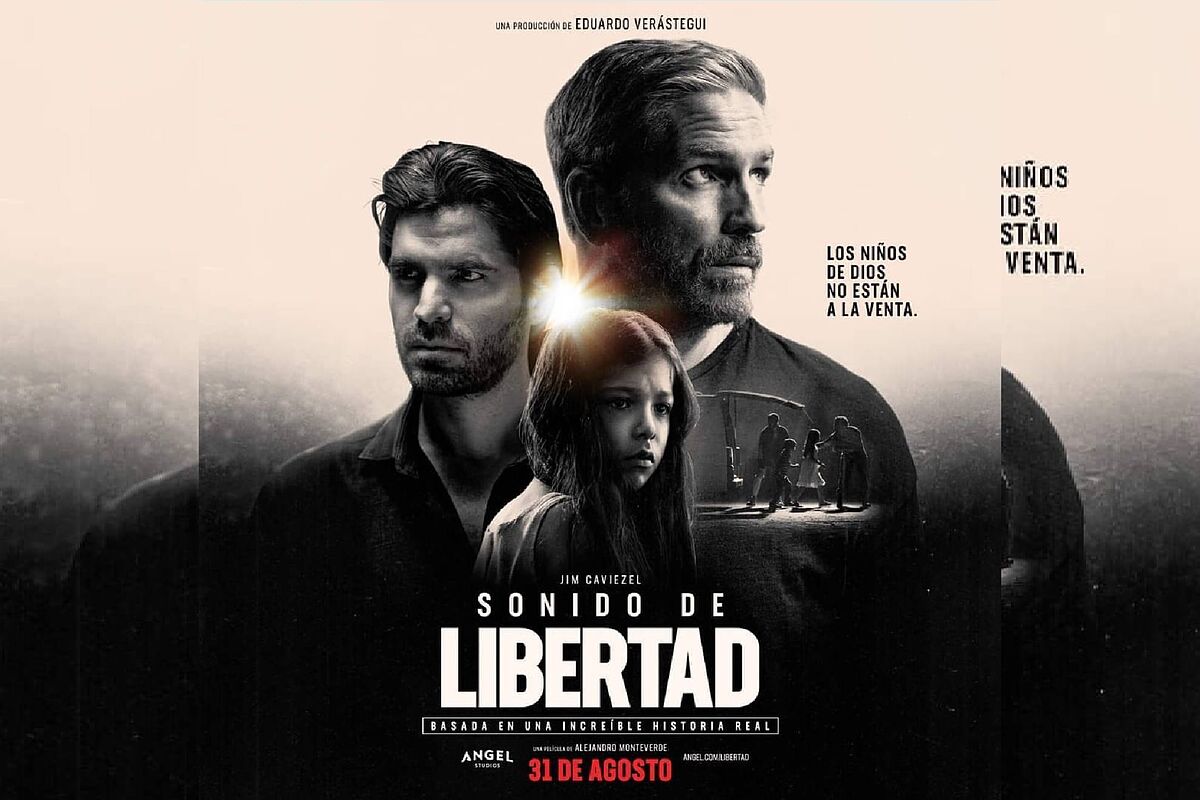 UNA PRODUCCIÓN DE EDUARDO VERÁSTEGUI
LOS NIÑOS
DE DIOS
NO ESTÁN
A LA VENTA.
NIÑOS
IOS
STÁN
VENTA.
JIM CAVIEZEL
SONIDO DE
LIBERTAD
BASADA EN UNA INCREÍBLE HISTORIA REAL
ANGEL
STUDIOS
UNA PELÍCULA DE ALEJANDRO MONTEVERDE
31 DE AGOSTO
ANGEL.COM/LIBERTAD